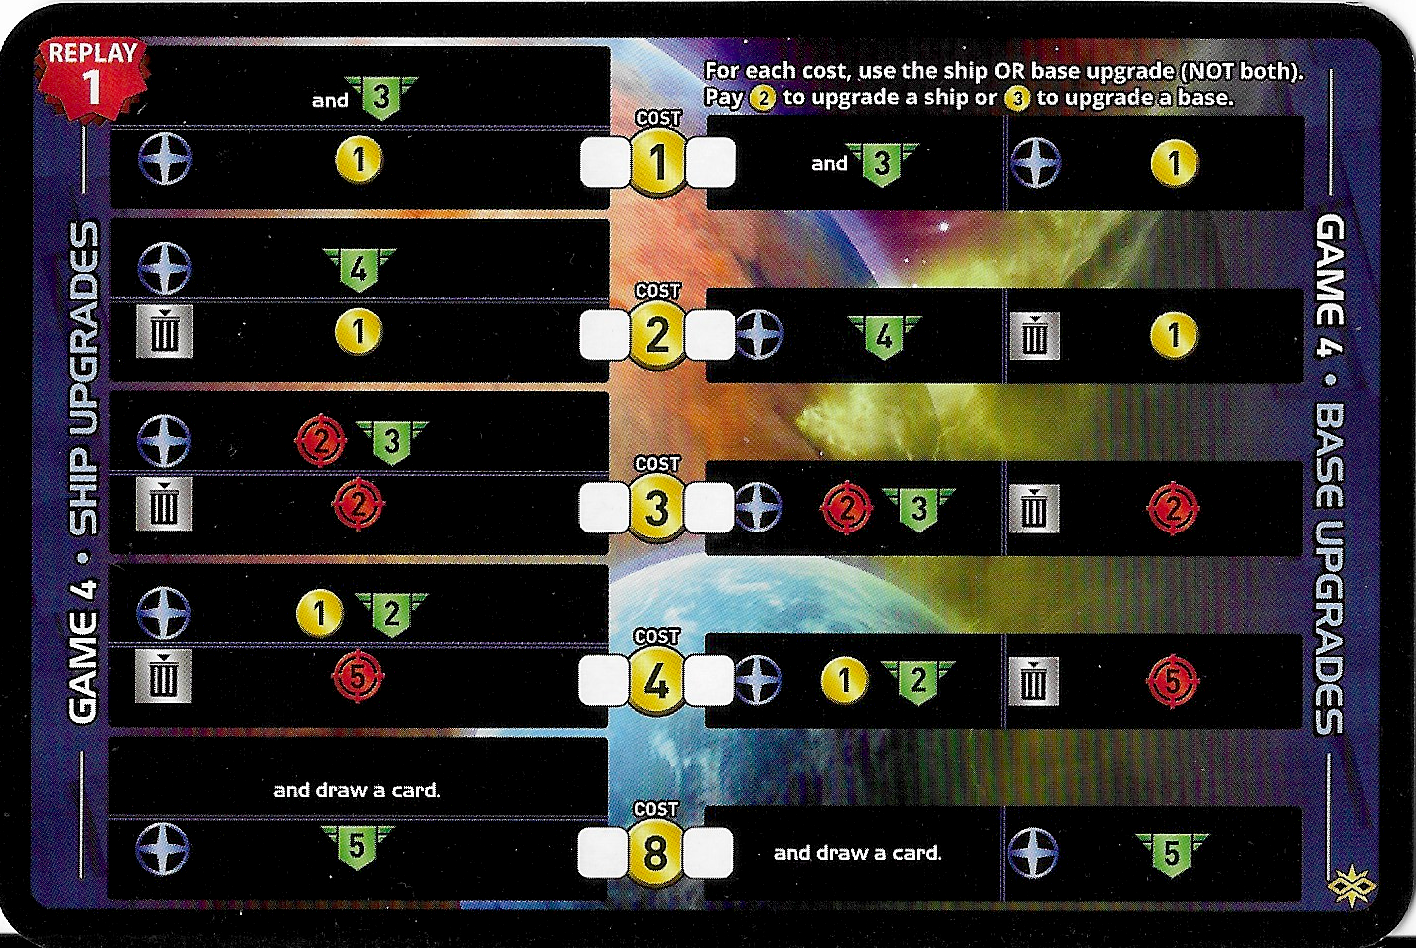 REPLAY
1
For each cost, use the ship OR base upgrade (NOT both).
Pay 2 to upgrade a ship or 3 to upgrade a base.
GAME 4 • SHIP UPGRADES
and 3
1
COST
1
and 3
1
4
1
COST
2
4
1
2 3
2
COST
3
2 3
2
1 2
5
COST
4
1 2
5
and draw a card.
5
COST
8
and draw a card.
5
GAME 4 • BASE UPGRADES